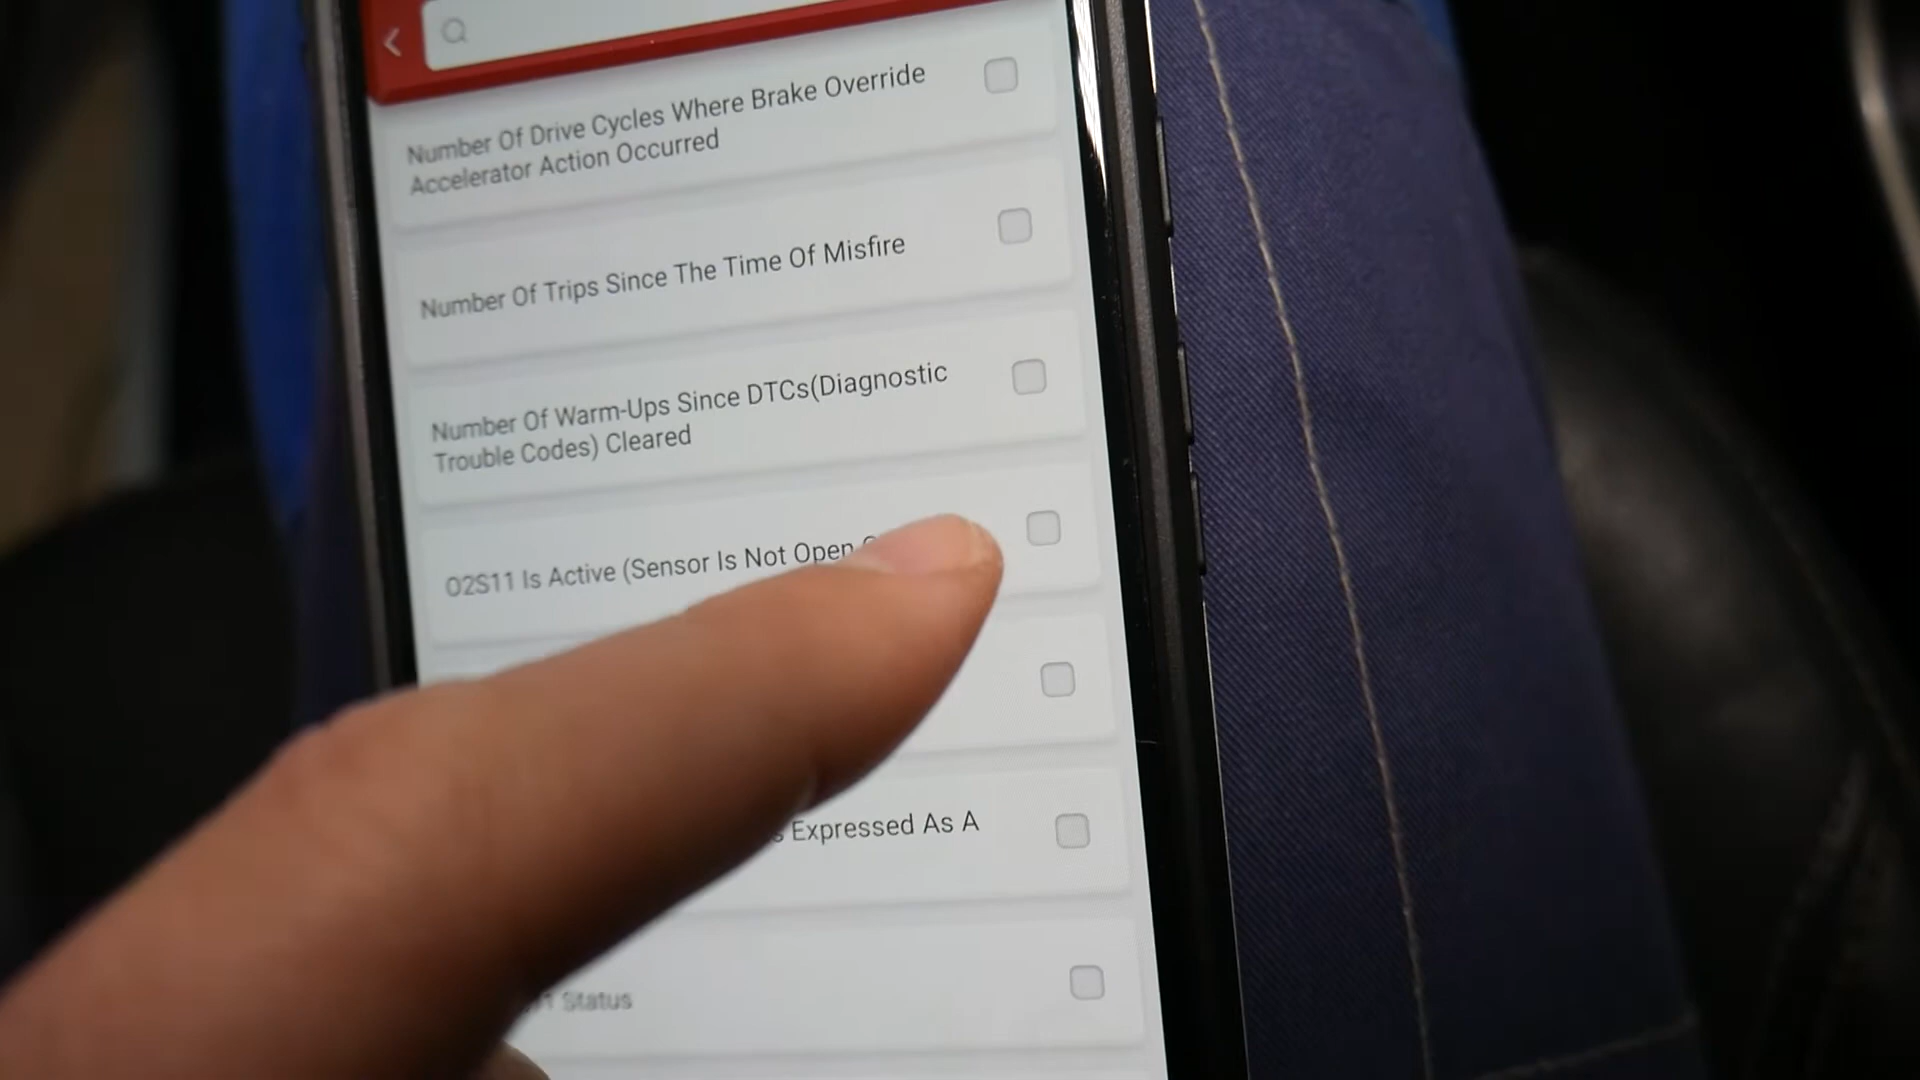 Number Of Drive Cycles Where Brake Override
Accelerator Action Occurred
Number Of Trips Since The Time Of Misfire
Number Of Warm-Ups Since DTCs(Diagnostic
Trouble Codes) Cleared
O2S11 Is Active (Sensor Is Not Open
Expressed As A
Status